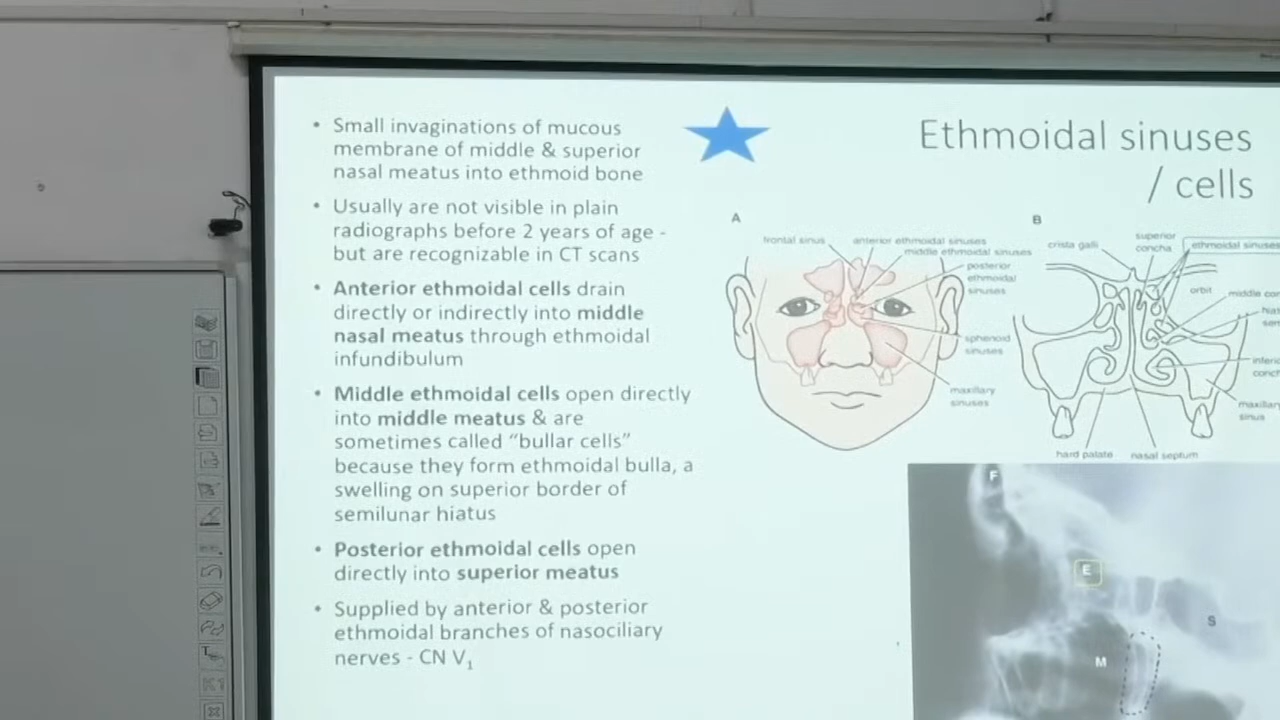 Ethmoidal sinuses
/ cells
• Small invaginations of mucous
membrane of middle & superior
nasal meatus into ethmoid bone
• Usually are not visible in plain
radiographs before 2 years of age -
but are recognizable in CT scans
• Anterior ethmoidal cells drain
directly or indirectly into middle
nasal meatus through ethmoidal
infundibulum
• Middle ethmoidal cells open directly
into middle meatus & are
sometimes called “bullar cells”
because they form ethmoidal bulla, a
swelling on superior border of
semilunar hiatus
• Posterior ethmoidal cells open
directly into superior meatus
• Supplied by anterior & posterior
ethmoidal branches of nasociliary
nerves - CN V₁
A
frontal sinus
anterior ethmoidal sinuses
middle ethmoidal sinuses
posterior
ethmoidal
sinuses
sphenoid
sinuses
maxillary
sinuses
B
crista galli
superior
concha
ethmoidal sinuses
orbit
middle
maxillary
sinus
hard palate
nasal septum
F
E
S
M